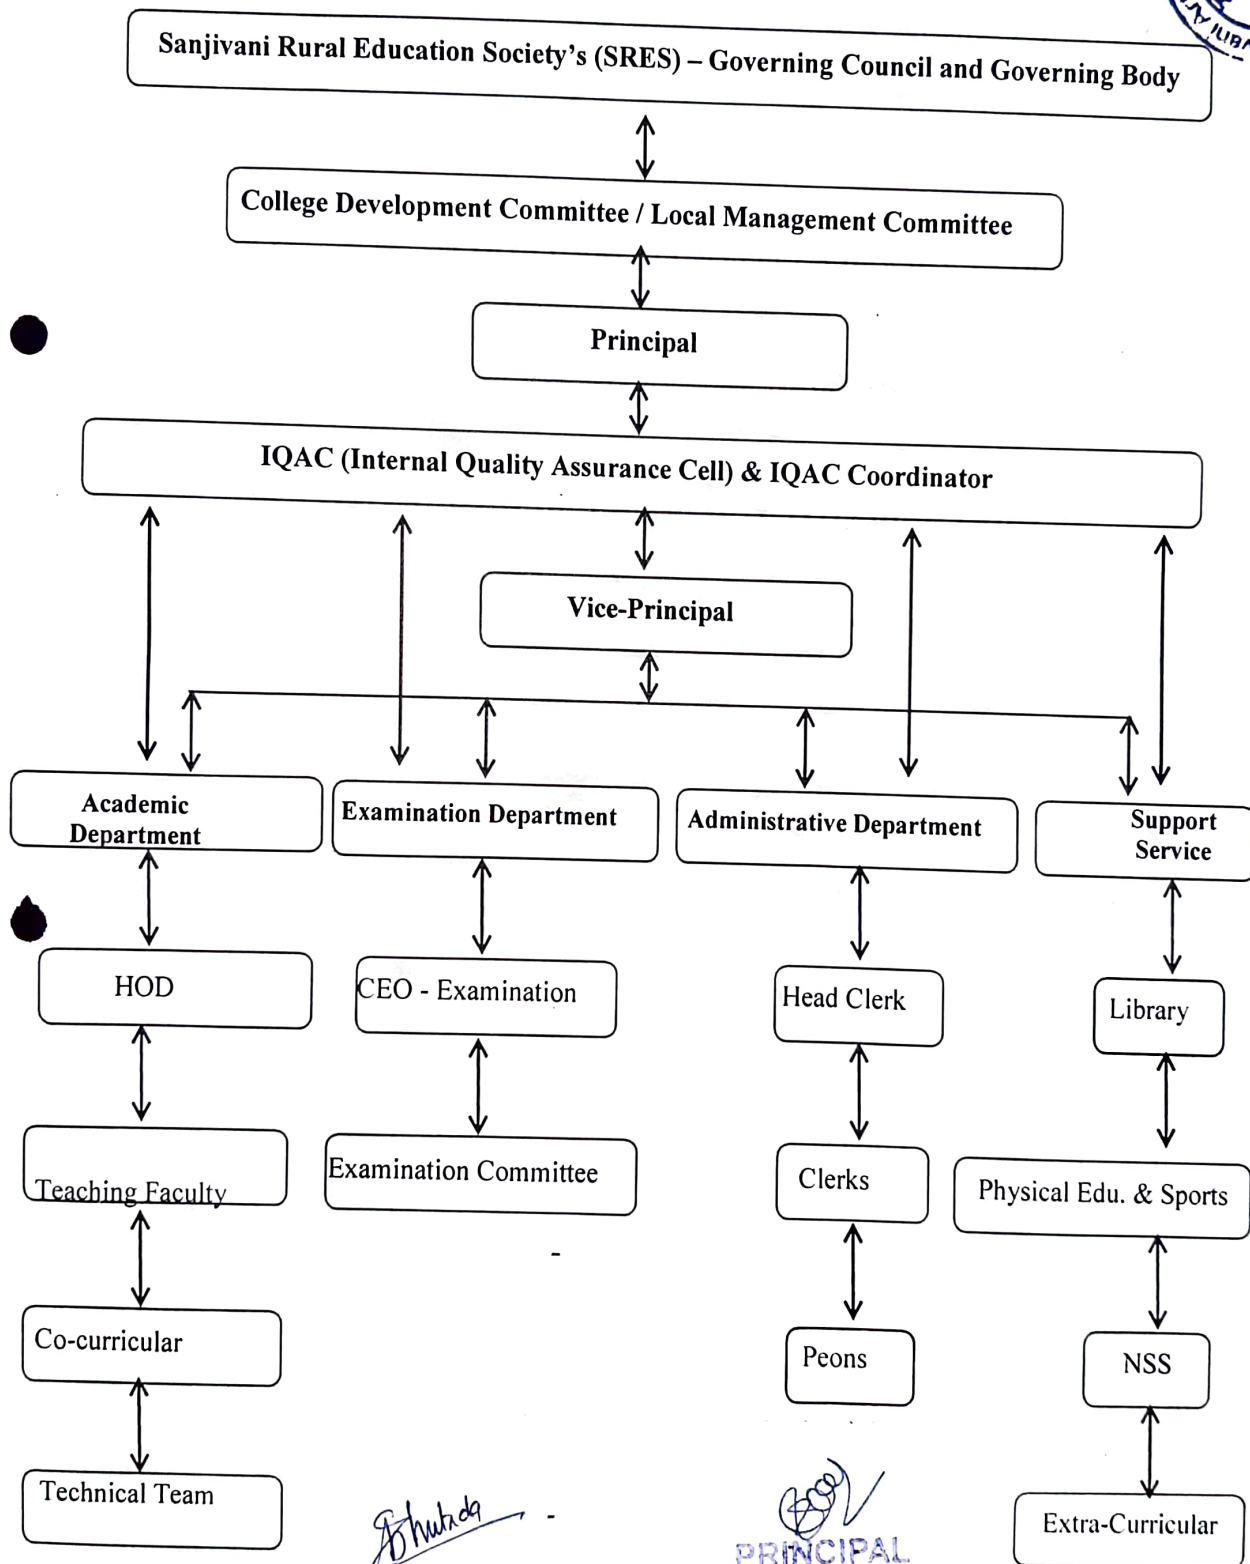 Sanjivani Rural Education Society's (SRES) – Governing Council and Governing Body
College Development Committee / Local Management Committee
Principal
IQAC (Internal Quality Assurance Cell) & IQAC Coordinator
Vice-Principal
Academic
Department
Examination Department
Administrative Department
Support
Service
HOD
CEO - Examination
Head Clerk
Library
Teaching Faculty
Examination Committee
Clerks
Physical Edu. & Sports
Co-curricular
Peons
NSS
Technical Team
Extra-Curricular
PRINCIPAL